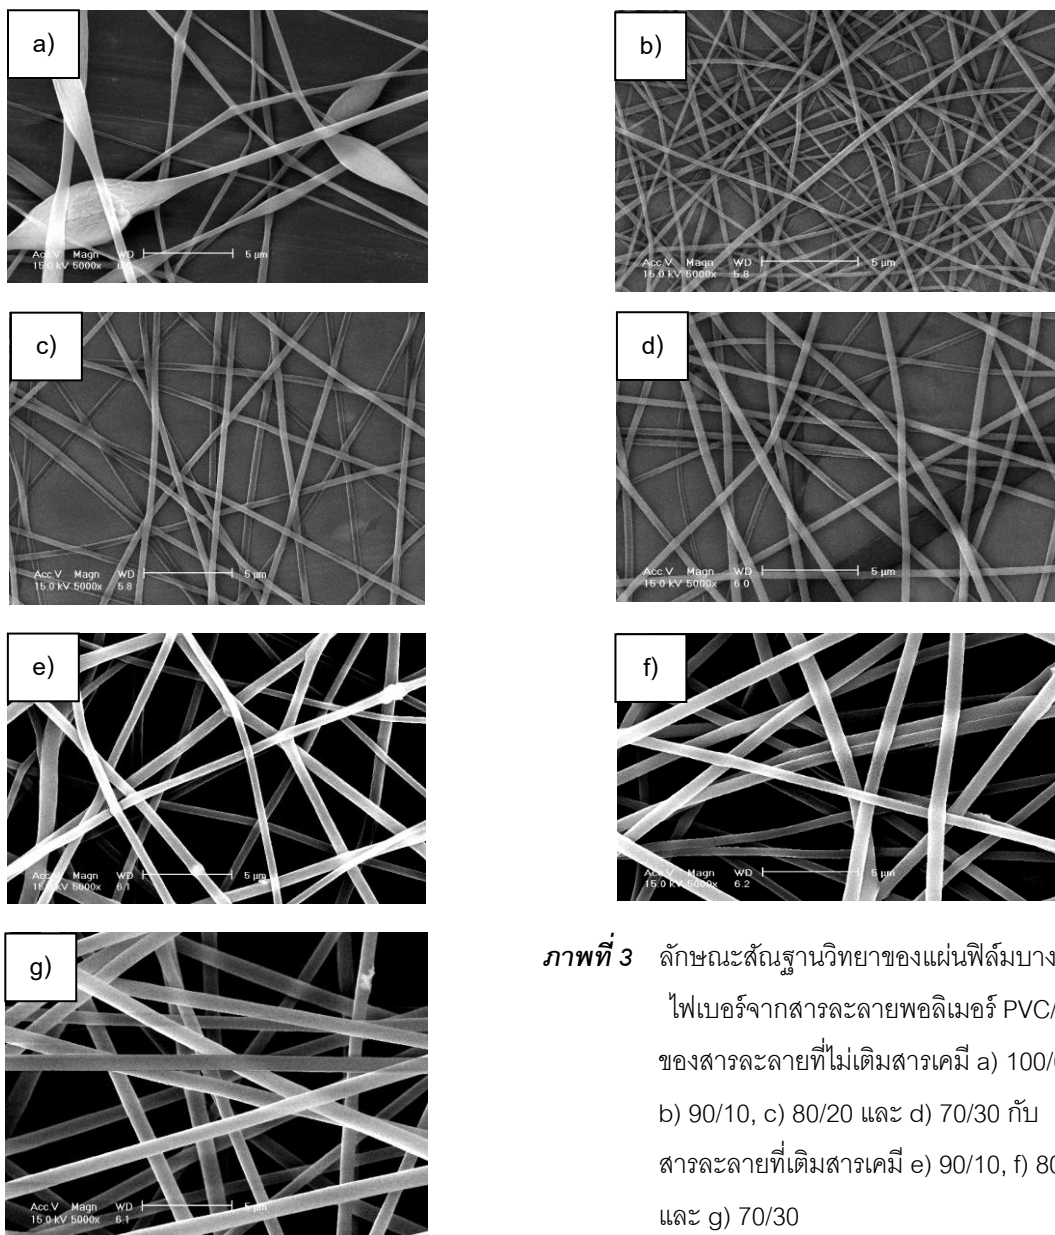 a)
b)
Acc.V Magn WD 5 µm
15.0 kV 5000x
Acc.V Magn WD 5 µm
15.0 kV 5000x 5.8
c)
d)
Acc.V Magn WD 5 µm
15.0 kV 5000x 5.8
Acc.V Magn WD 5 µm
15.0 kV 5000x 6.0
e)
f)
Acc.V Magn WD 5 µm
15.0 kV 5000x 6.1
Acc.V Magn WD 5 µm
15.0 kV 5000x 6.2
g)
ภาพที่ 3 ลักษณะสัณฐานวิทยาของแผ่นฟิล์มบาง
ไฟเบอร์จากสารละลายพอลิเมอร์ PVC/
ของสารละลายที่ไม่เติมสารเคมี a) 100/
b) 90/10, c) 80/20 และ d) 70/30 กับ
สารละลายที่เติมสารเคมี e) 90/10, f)
และ g) 70/30
Acc.V Magn WD 5 µm
15.0 kV 5000x 6.1